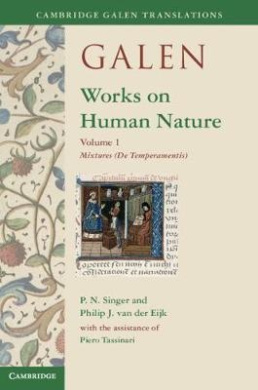 CAMBRIDGE GALEN TRANSLATIONS
GALEN
Works on
Human Nature
Volume 1
Mixtures (De Temperamentis)
P. N. Singer and
Philip J. van der Eijk
with the assistance of
Piero Tassinari
CAMBRIDGE